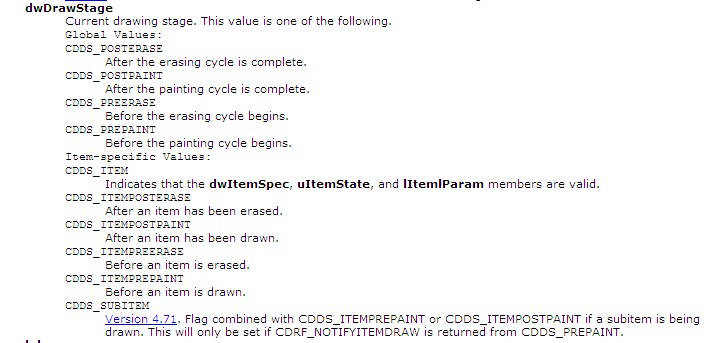 dwDrawStage
Current drawing stage. This value is one of the following.
Global Values:
CDDS_POSTERASE
After the erasing cycle is complete.
CDDS_POSTPAINT
After the painting cycle is complete.
CDDS_PREERASE
Before the erasing cycle begins.
CDDS_PREPAINT
Before the painting cycle begins.
Item-specific Values:
CDDS_ITEM
Indicates that the dwItemSpec, uItemState, and lItemlParam members are valid.
CDDS_ITEMPOSTERASE
After an item has been erased.
CDDS_ITEMPOSTPAINT
After an item has been drawn.
CDDS_ITEMPREERASE
Before an item is erased.
CDDS_ITEMPREPAINT
Before an item is drawn.
CDDS_SUBITEM
Version 4.71. Flag combined with CDDS_ITEMPREPAINT or CDDS_ITEMPOSTPAINT if a subitem is being
drawn. This will only be set if CDRF_NOTIFYITEMDRAW is returned from CDDS_PREPAINT.